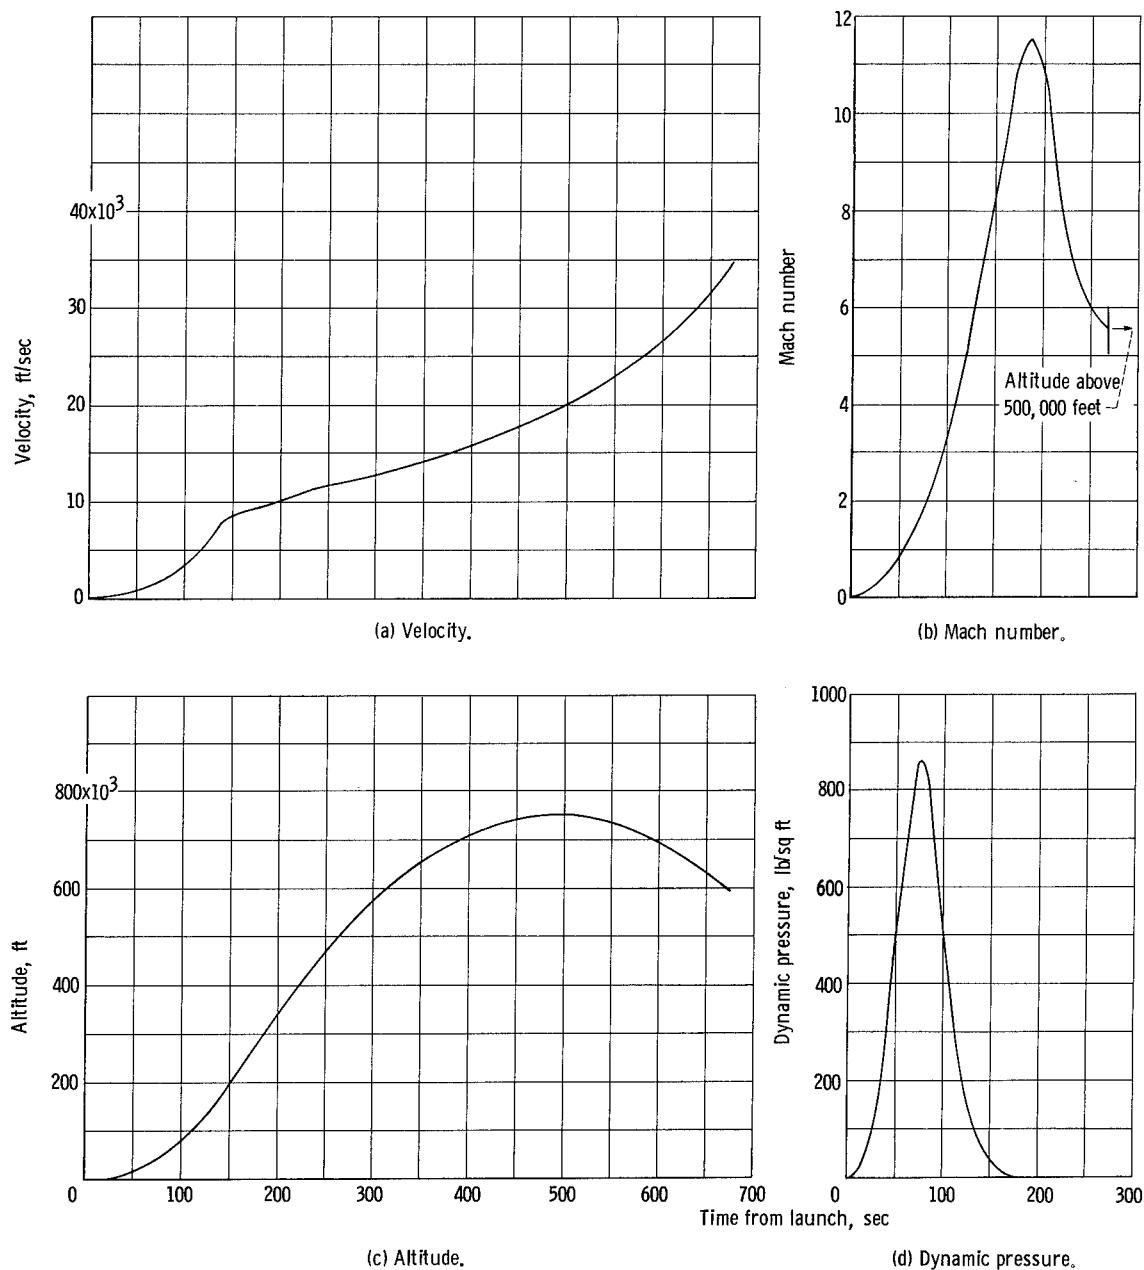 40x10³
30
20
10
0
Velocity, ft/sec
(a) Velocity.
12
10
8
6
4
2
0
Mach number
Altitude above
500,000 feet
(b) Mach number.
800x10³
600
400
200
0
100
200
300
400
500
600
700
Altitude, ft
(c) Altitude.
1000
800
600
400
200
0
100
200
300
Dynamic pressure, lb/sq ft
Time from launch, sec
(d) Dynamic pressure.